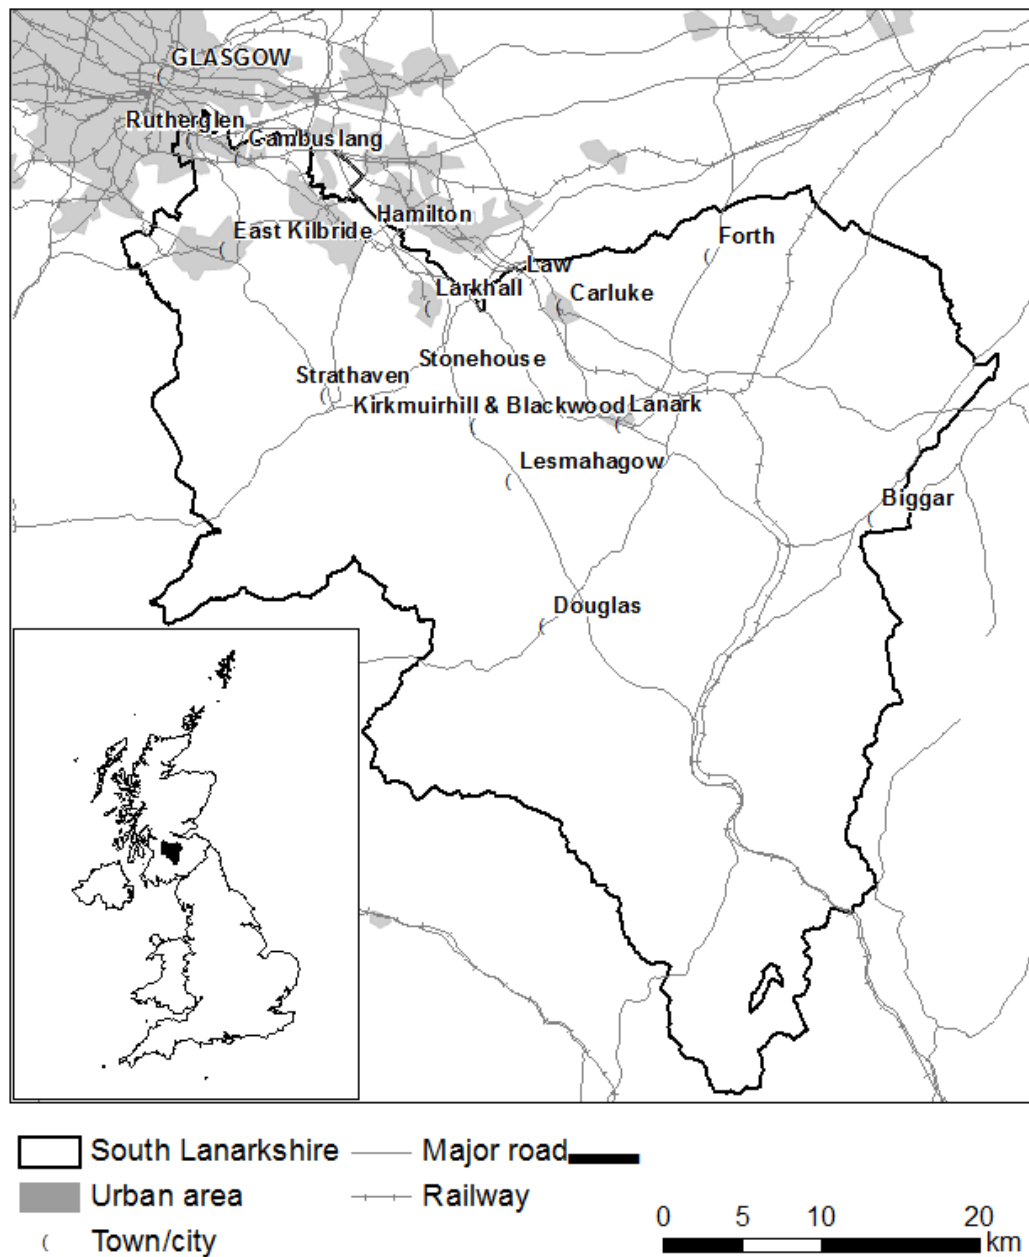 GLASGOW
Rutherglen
Cambuslang
Hamilton
East Kilbride
Forth
Law
Larkhall
Carluke
Stonehouse
Strathaven
Kirkmuirhill & Blackwood
Lanark
Lesmahagow
Biggar
Douglas
South Lanarkshire
Major road
Urban area
Railway
Town/city
0 5 10 20
km